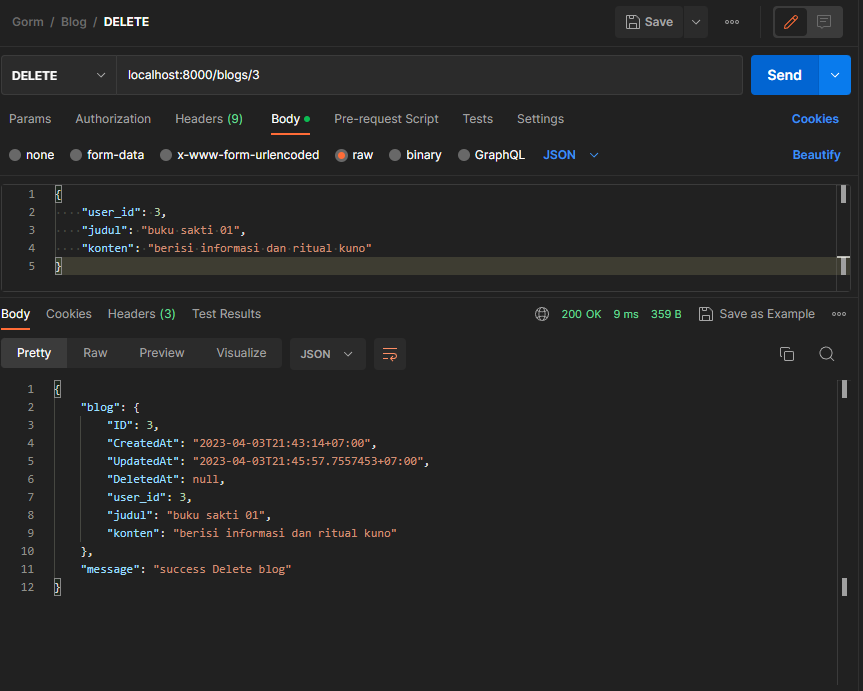 Gorm / Blog / DELETE
Save
DELETE localhost:8000/blogs/3 Send
Params Authorization Headers (9) Body Pre-request Script Tests Settings Cookies
none form-data x-www-form-urlencoded raw binary GraphQL JSON Beautify
1 {
2 ····"user_id":·3,
3 ····"judul":·"buku·sakti·01",
4 ····"konten":·"berisi·informasi·dan·ritual·kuno"
5 }
Body Cookies Headers (3) Test Results 200 OK 9 ms 359 B Save as Example
Pretty Raw Preview Visualize JSON
1 {
2 "blog": {
3 "ID": 3,
4 "CreatedAt": "2023-04-03T21:43:14+07:00",
5 "UpdatedAt": "2023-04-03T21:45:57.7557453+07:00",
6 "DeletedAt": null,
7 "user_id": 3,
8 "judul": "buku sakti 01",
9 "konten": "berisi informasi dan ritual kuno"
10 },
11 "message": "success Delete blog"
12 }